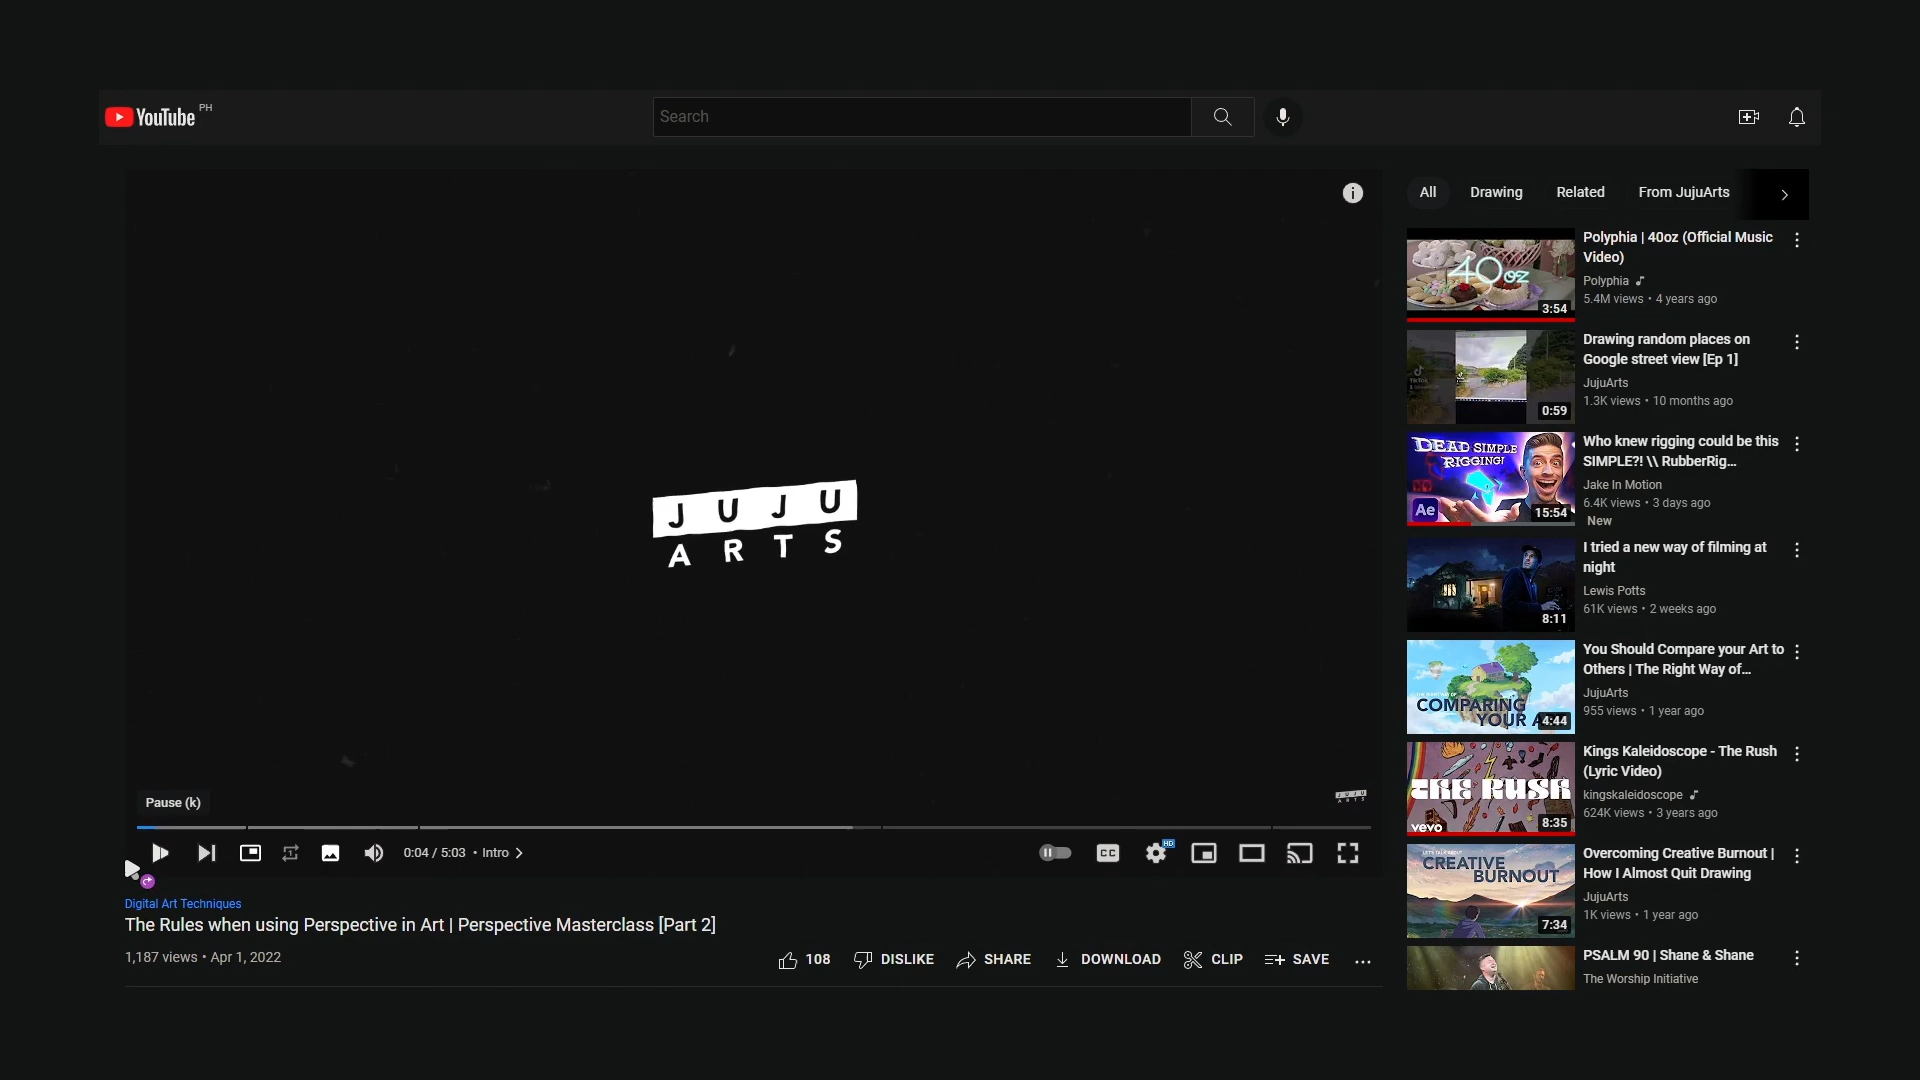 YouTube PH
Search
JUJU
ARTS
JUJU
ARTS
Pause (k)
0:04 / 5:03 • Intro
CC
HD
Digital Art Techniques
The Rules when using Perspective in Art | Perspective Masterclass [Part 2]
1,187 views • Apr 1, 2022
108
DISLIKE
SHARE
DOWNLOAD
CLIP
SAVE
All
Drawing
Related
From JujuArts
40oz
3:54
Polyphia | 40oz (Official Music
Video)
Polyphia
5.4M views • 4 years ago
TikTok
0:59
Drawing random places on
Google street view [Ep 1]
JujuArts
1.3K views • 10 months ago
DEAD SIMPLE
RIGGING!
Ae
15:54
Who knew rigging could be this
SIMPLE?! \\ RubberRig...
Jake In Motion
6.4K views • 3 days ago
New
8:11
I tried a new way of filming at
night
Lewis Potts
61K views • 2 weeks ago
COMPARING
YOUR A
4:44
You Should Compare your Art to
Others | The Right Way of...
JujuArts
955 views • 1 year ago
THE RUSH
vevo
8:35
Kings Kaleidoscope - The Rush
(Lyric Video)
kingskaleidoscope
624K views • 3 years ago
LET'S TALK ABOUT
CREATIVE
BURNOUT
7:34
Overcoming Creative Burnout |
How I Almost Quit Drawing
JujuArts
1K views • 1 year ago
PSALM 90 | Shane & Shane
The Worship Initiative